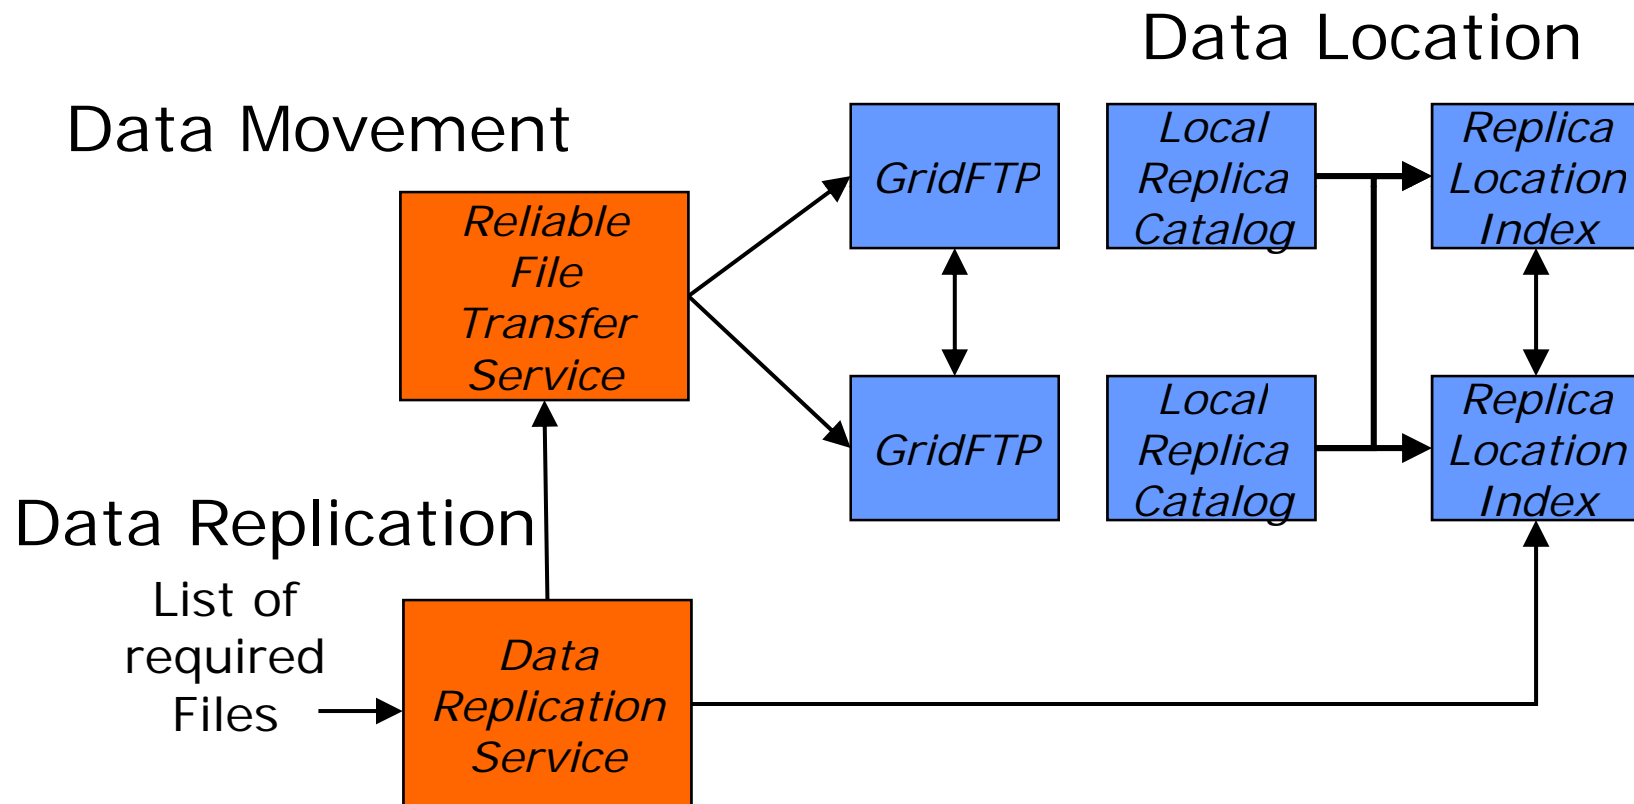 Data Location
Data Movement
Reliable
File
Transfer
Service
GridFTP
GridFTP
Local
Replica
Catalog
Replica
Location
Index
Local
Replica
Catalog
Replica
Location
Index
Data Replication
List of
required
Files
Data
Replication
Service